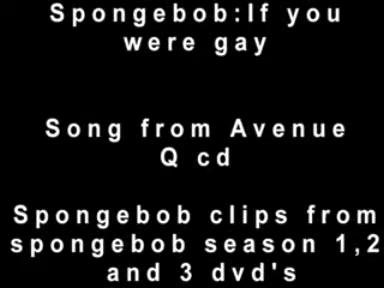 Spongebob:If you
were gay
Song from Avenue
Q cd
Spongebob clips from
spongebob season 1,2
and 3 dvd's